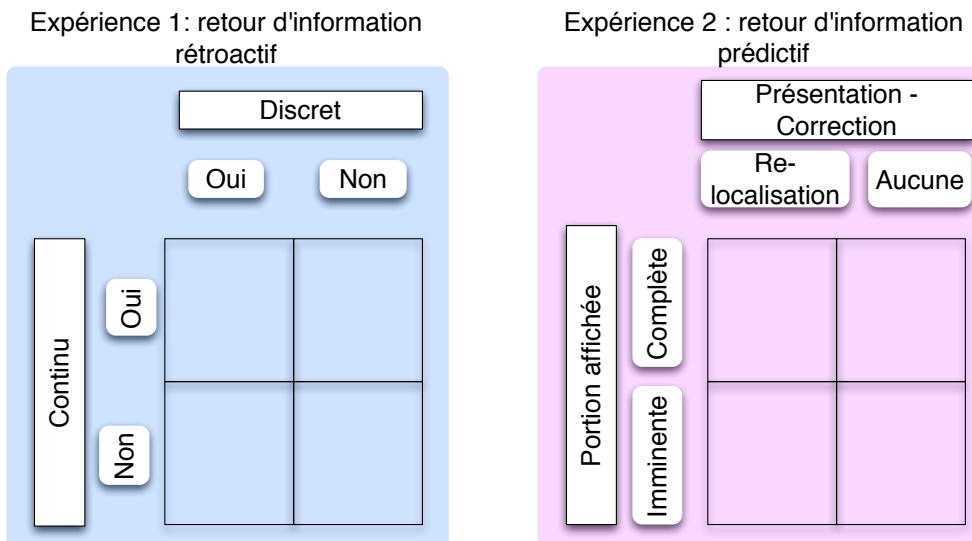 Expérience 1: retour d'information
rétroactif
Discret
Oui
Non
Continu
Oui
Non
Expérience 2 : retour d'information
prédictif
Présentation -
Correction
Re-
localisation
Aucune
Portion affichée
Complète
Imminente